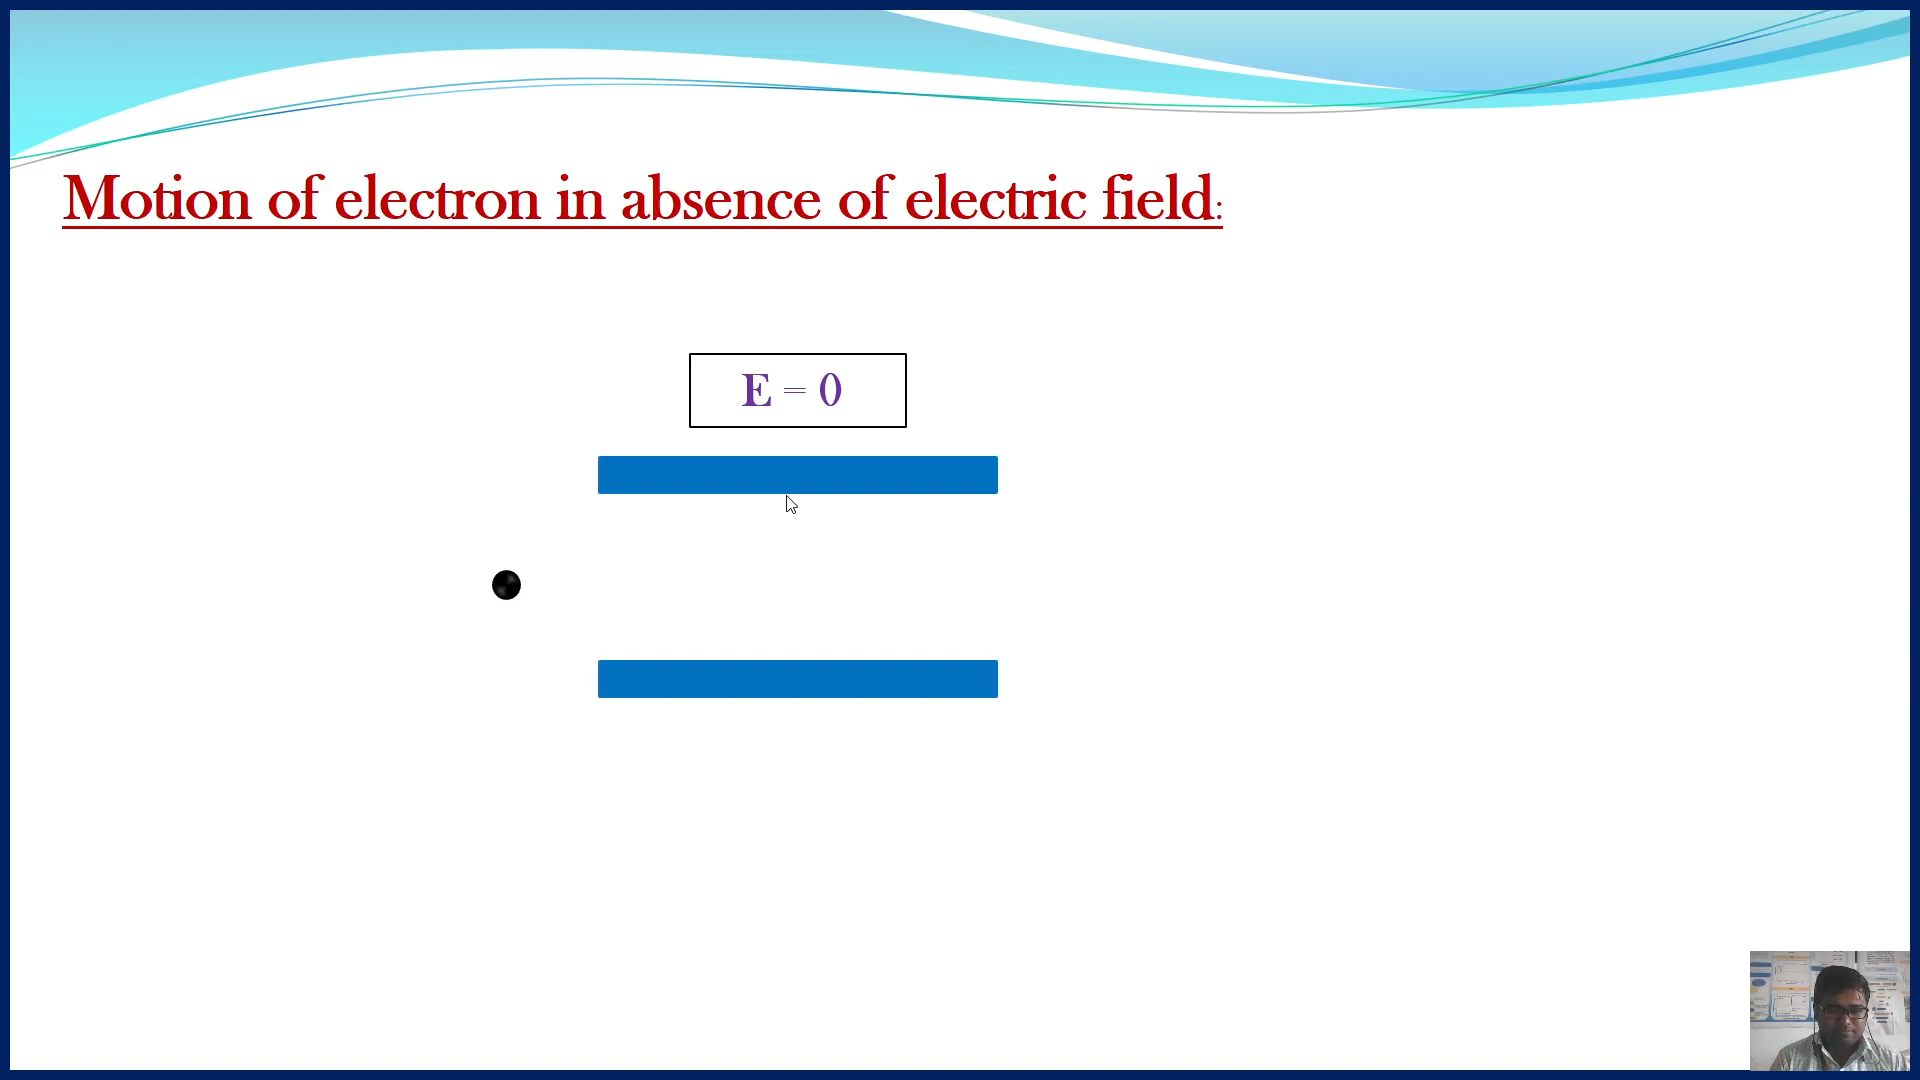 Motion of electron in absence of electric field:
E = 0